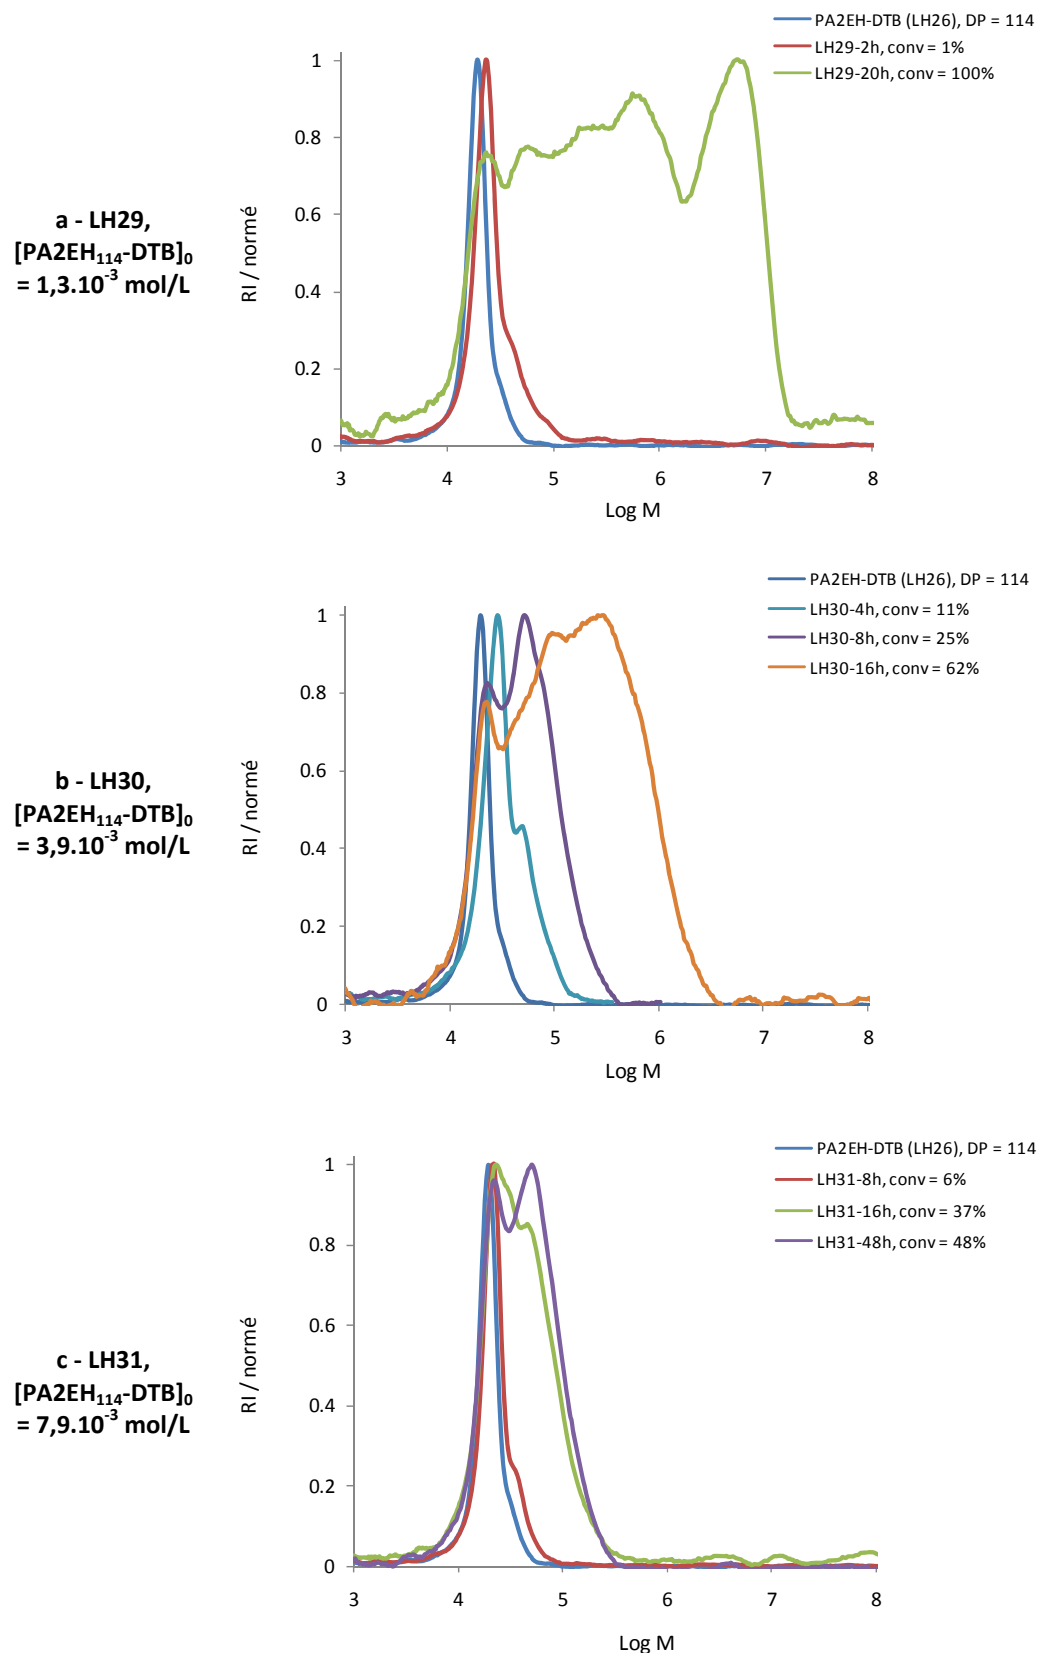 PA2EH-DTB (LH26), DP = 114
LH29-2h, conv = 1%
LH29-20h, conv = 100%
a - LH29,
[PA2EH₁₁₄-DTB]₀
= 1,3.10⁻³ mol/L
RI / normé
1
0.8
0.6
0.4
0.2
0
3 4 5 6 7 8
Log M
PA2EH-DTB (LH26), DP = 114
LH30-4h, conv = 11%
LH30-8h, conv = 25%
LH30-16h, conv = 62%
b - LH30,
[PA2EH₁₁₄-DTB]₀
= 3,9.10⁻³ mol/L
RI / normé
1
0.8
0.6
0.4
0.2
0
3 4 5 6 7 8
Log M
PA2EH-DTB (LH26), DP = 114
LH31-8h, conv = 6%
LH31-16h, conv = 37%
LH31-48h, conv = 48%
c - LH31,
[PA2EH₁₁₄-DTB]₀
= 7,9.10⁻³ mol/L
RI / normé
1
0.8
0.6
0.4
0.2
0
3 4 5 6 7 8
Log M